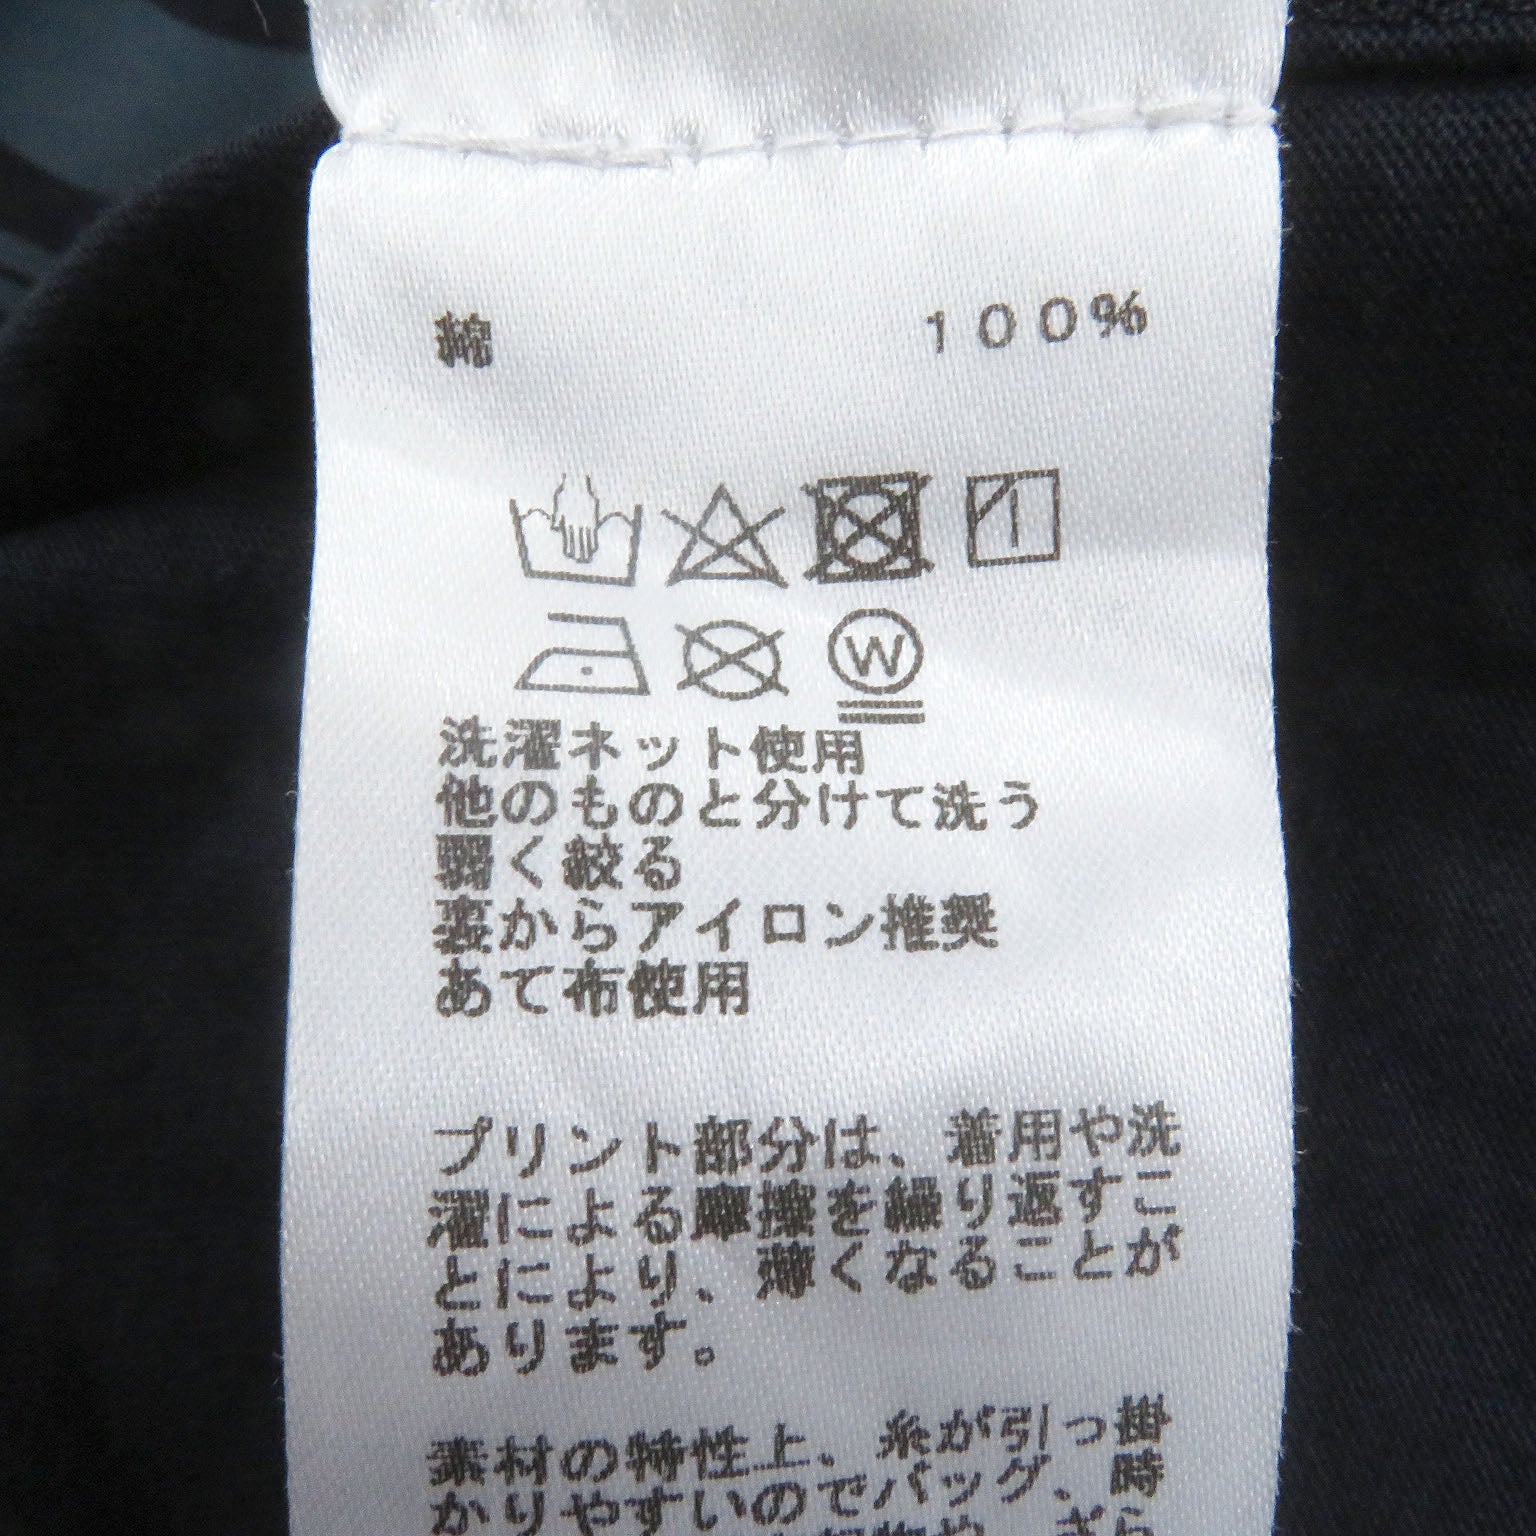 綿 100%
W
洗濯ネット使用
他のものと分けて洗う
弱く絞る
裏からアイロン推奨
あて布使用
プリント部分は、着用や洗
濯による摩擦を繰り返すこ
とにより、薄くなることが
あります。
素材の特性上、糸が引っ掛
かりやすいのでバッグ、時